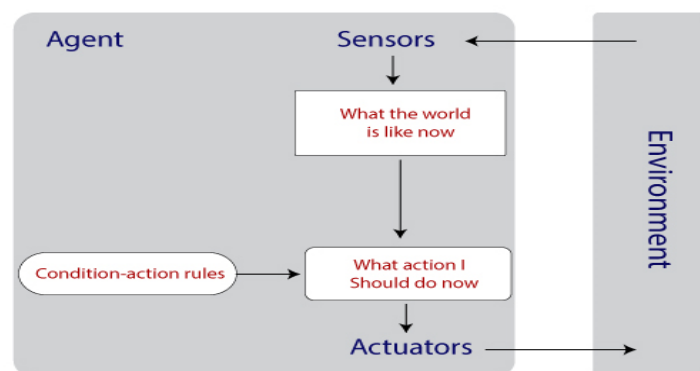 Agent
Sensors
What the world
is like now
Environment
Condition-action rules
What action I
Should do now
Actuators